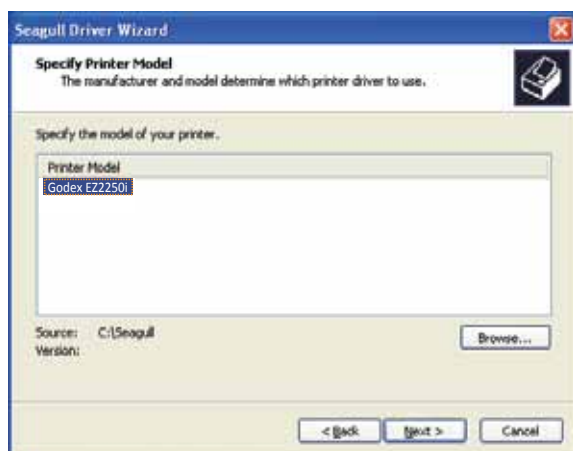 Seagull Driver Wizard
Specify Printer Model
The manufacturer and model determine which printer driver to use.
Specify the model of your printer.
Printer Model
Godex EZ2250i
Source: C:\Seagull
Browse...
Version:
< Back Next > Cancel